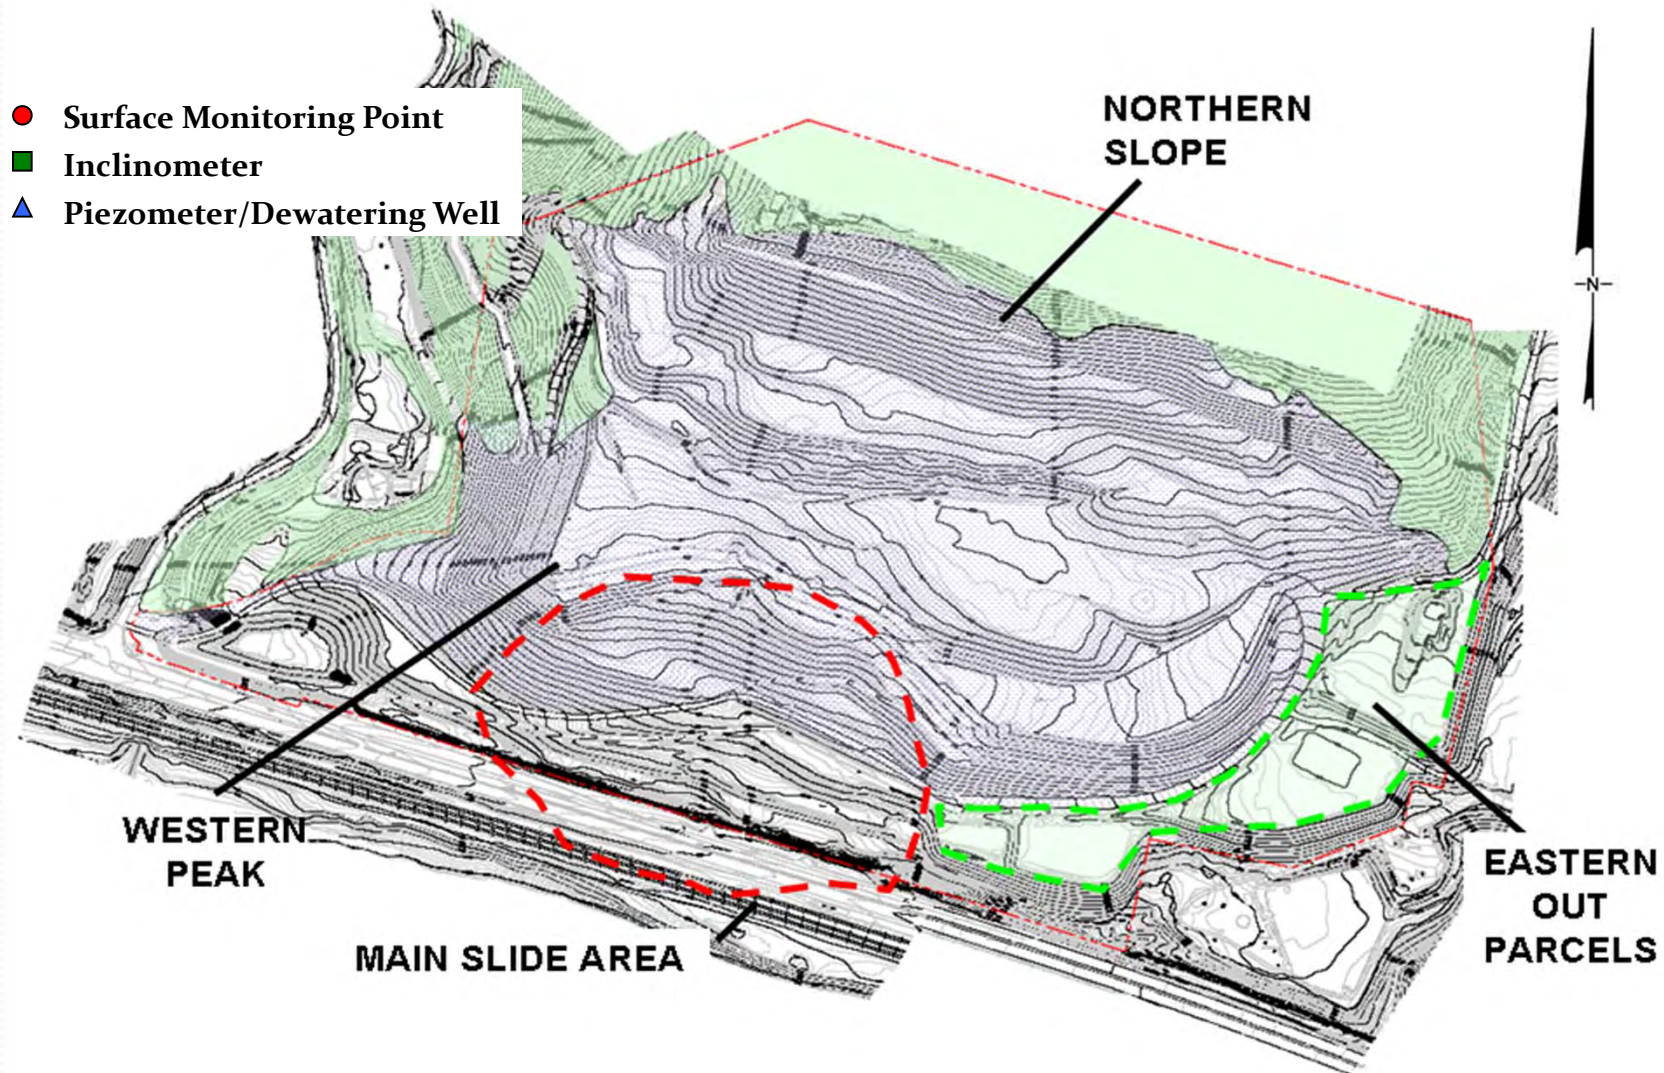 Surface Monitoring Point
Inclinometer
Piezometer/Dewatering Well
NORTHERN
SLOPE
N
WESTERN
PEAK
MAIN SLIDE AREA
EASTERN
OUT
PARCELS